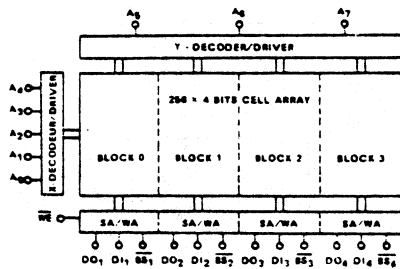 A5 A6 A7
Y - DECODER/DRIVER
X-DECODEUR/DRIVER
A4
A3
A2
A1
A0
256 × 4 BITS CELL ARRAY
BLOCK 0 BLOCK 1 BLOCK 2 BLOCK 3
WE SA/WA SA/WA SA/WA SA/WA
DO1 DI1 BS1 DO2 DI2 BS2 DO3 DI3 BS3 DO4 DI4 BS4